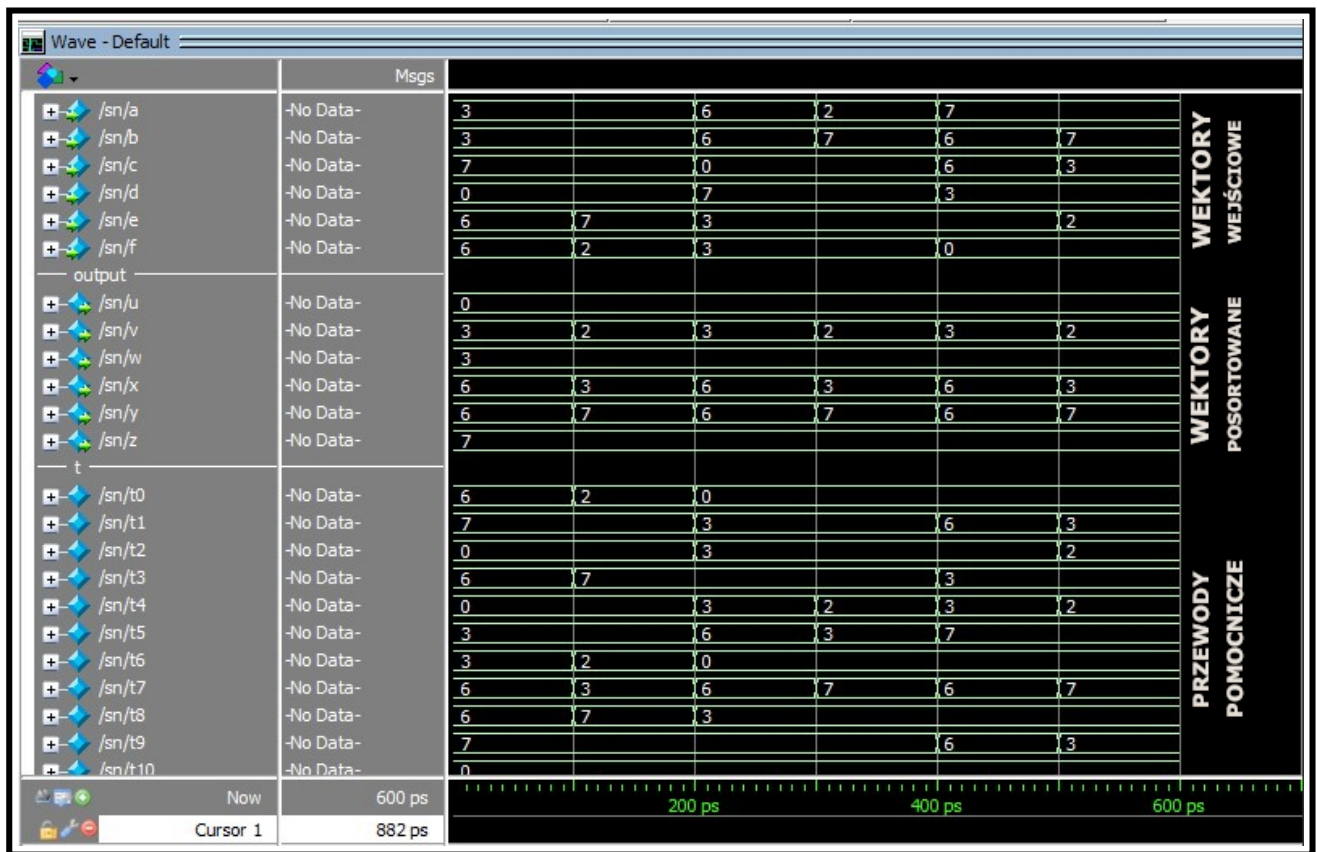 Wave - Default
Msgs
/sn/a -No Data- 3 6 2 7
/sn/b -No Data- 3 6 7 6 7
/sn/c -No Data- 7 0 6 3
/sn/d -No Data- 0 7 3
/sn/e -No Data- 6 7 3 2
/sn/f -No Data- 6 2 3 0
output
/sn/u -No Data- 0
/sn/v -No Data- 3 2 3 2 3 2
/sn/w -No Data- 3
/sn/x -No Data- 6 3 6 3 6 3
/sn/y -No Data- 6 7 6 7 6 7
/sn/z -No Data- 7
t
/sn/t0 -No Data- 6 2 0
/sn/t1 -No Data- 7 3 6 3
/sn/t2 -No Data- 0 3 2
/sn/t3 -No Data- 6 7 3
/sn/t4 -No Data- 0 3 2 3 2
/sn/t5 -No Data- 3 6 3 7
/sn/t6 -No Data- 3 2 0
/sn/t7 -No Data- 6 3 6 7 6 7
/sn/t8 -No Data- 6 7 3
/sn/t9 -No Data- 7 6 3
/sn/t10 -No Data- 0
Now 600 ps
200 ps 400 ps 600 ps
Cursor 1 882 ps
WEKTORY
WEJŚCIOWE
WEKTORY
POSORTOWANE
PRZEWODY
POMOCNICZE